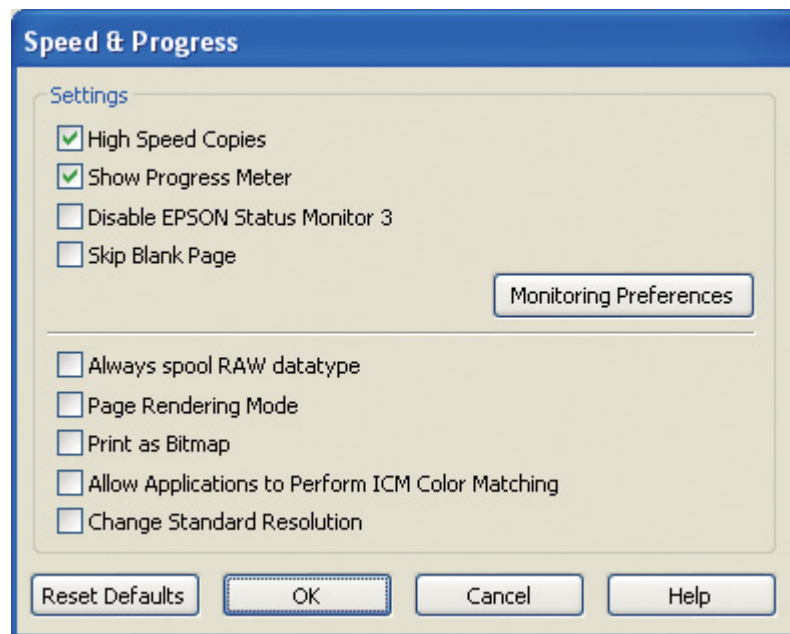 Speed & Progress
Settings
High Speed Copies
Show Progress Meter
Disable EPSON Status Monitor 3
Skip Blank Page
Monitoring Preferences
Always spool RAW datatype
Page Rendering Mode
Print as Bitmap
Allow Applications to Perform ICM Color Matching
Change Standard Resolution
Reset Defaults OK Cancel Help